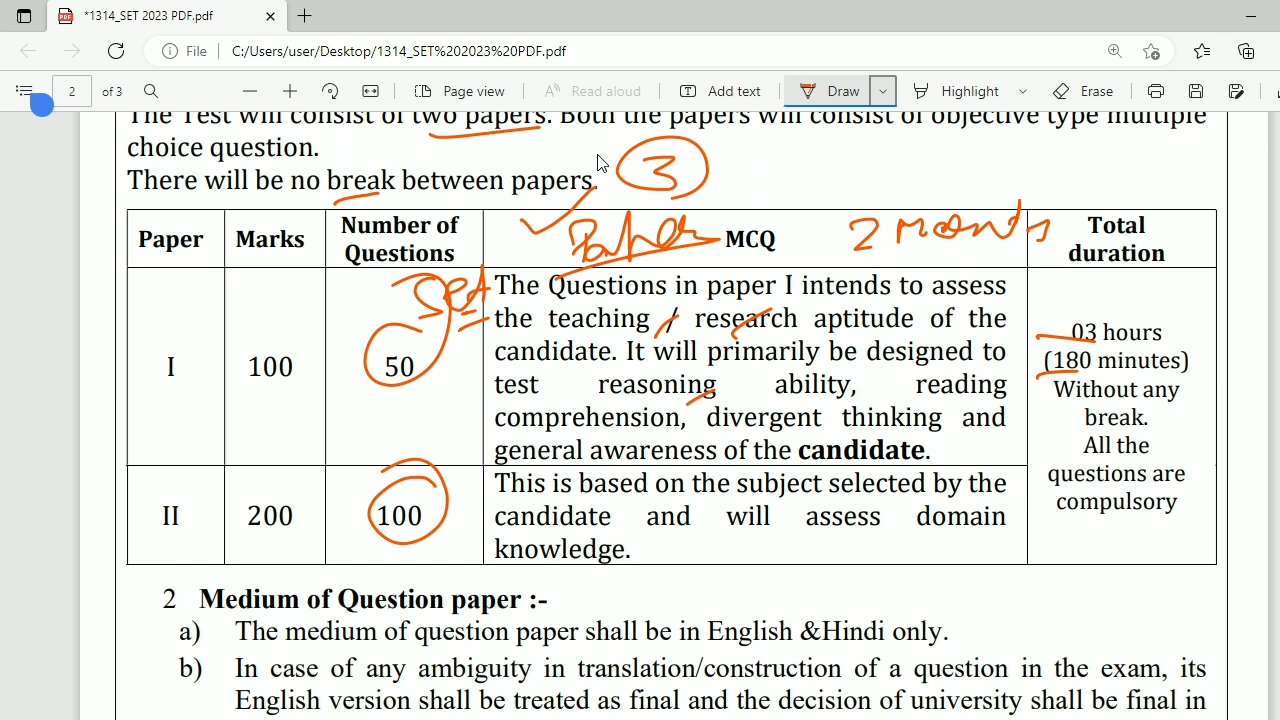 *1314_SET 2023 PDF.pdf
File
C:/Users/user/Desktop/1314_SET%202023%20PDF.pdf
2 of 3
Page view
Read aloud
Add text
Draw
Highlight
Erase
The Test will consist of two papers. Both the papers will consist of objective type multiple
choice question.
There will be no break between papers.
3
2 Months
Paper
Marks
Number of
Questions
MCQ
Total
duration
SET
I
100
50
The Questions in paper I intends to assess
the teaching / research aptitude of the
candidate. It will primarily be designed to
test reasoning ability, reading
comprehension, divergent thinking and
general awareness of the candidate.
03 hours
(180 minutes)
Without any
break.
All the
questions are
compulsory
II
200
100
This is based on the subject selected by the
candidate and will assess domain
knowledge.
2 Medium of Question paper :-
a) The medium of question paper shall be in English &Hindi only.
b) In case of any ambiguity in translation/construction of a question in the exam, its
English version shall be treated as final and the decision of university shall be final in